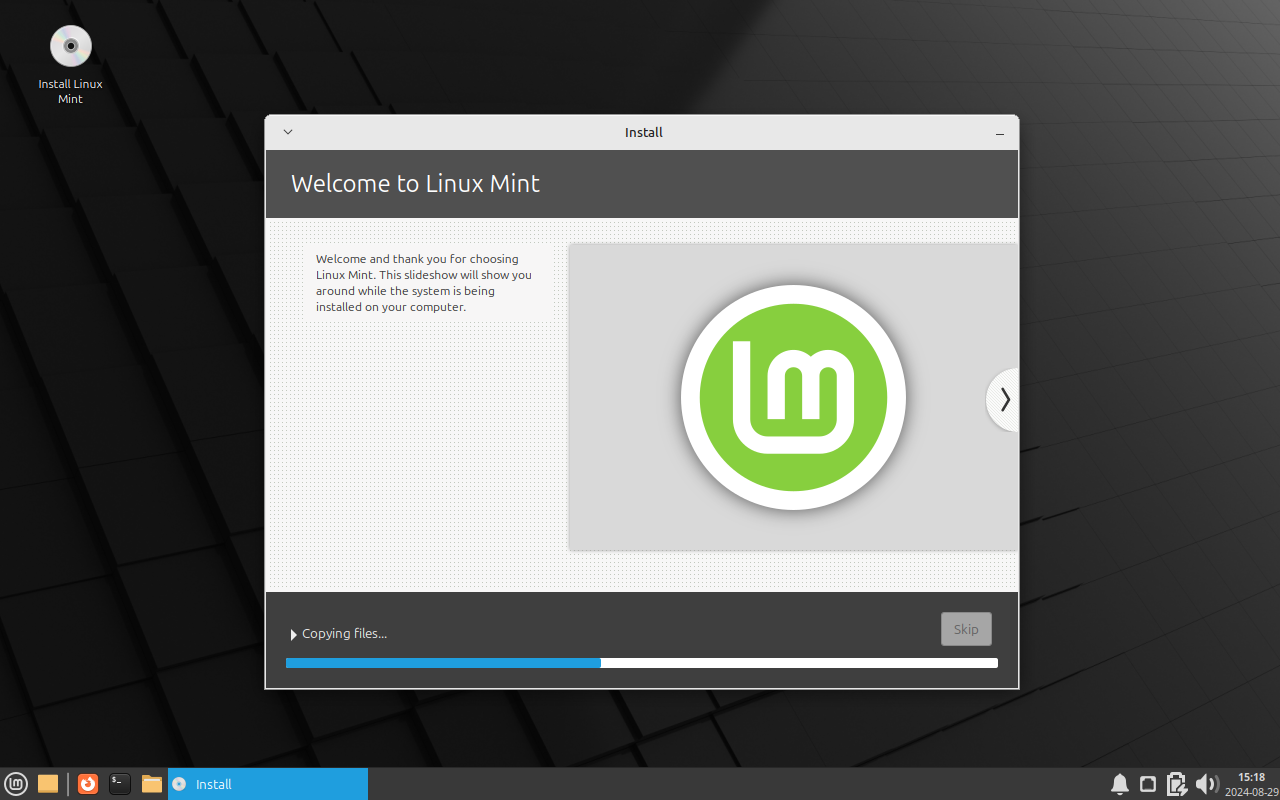 Install Linux
Mint
Install
Welcome to Linux Mint
Welcome and thank you for choosing
Linux Mint. This slideshow will show you
around while the system is being
installed on your computer.
lm
Copying files...
Skip
lm
$_
Install
15:18
2024-08-29